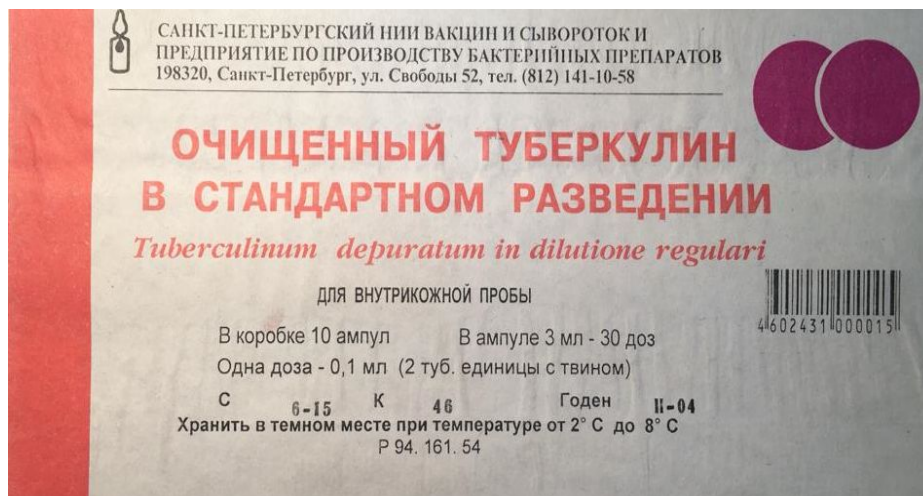 САНКТ-ПЕТЕРБУРГСКИЙ НИИ ВАКЦИН И СЫВОРОТОК И
ПРЕДПРИЯТИЕ ПО ПРОИЗВОДСТВУ БАКТЕРИЙНЫХ ПРЕПАРАТОВ
198320, Санкт-Петербург, ул. Свободы 52, тел. (812) 141-10-58
ОЧИЩЕННЫЙ ТУБЕРКУЛИН
В СТАНДАРТНОМ РАЗВЕДЕНИИ
Tuberculinum depuratum in dilutione regulari
ДЛЯ ВНУТРИКОЖНОЙ ПРОБЫ
4 602431 000015
В коробке 10 ампул В ампуле 3 мл - 30 доз
Одна доза - 0,1 мл (2 туб. единицы с твином)
С 6-15 К 46 Годен II-04
Хранить в темном месте при температуре от 2° С до 8° С
Р 94. 161. 54